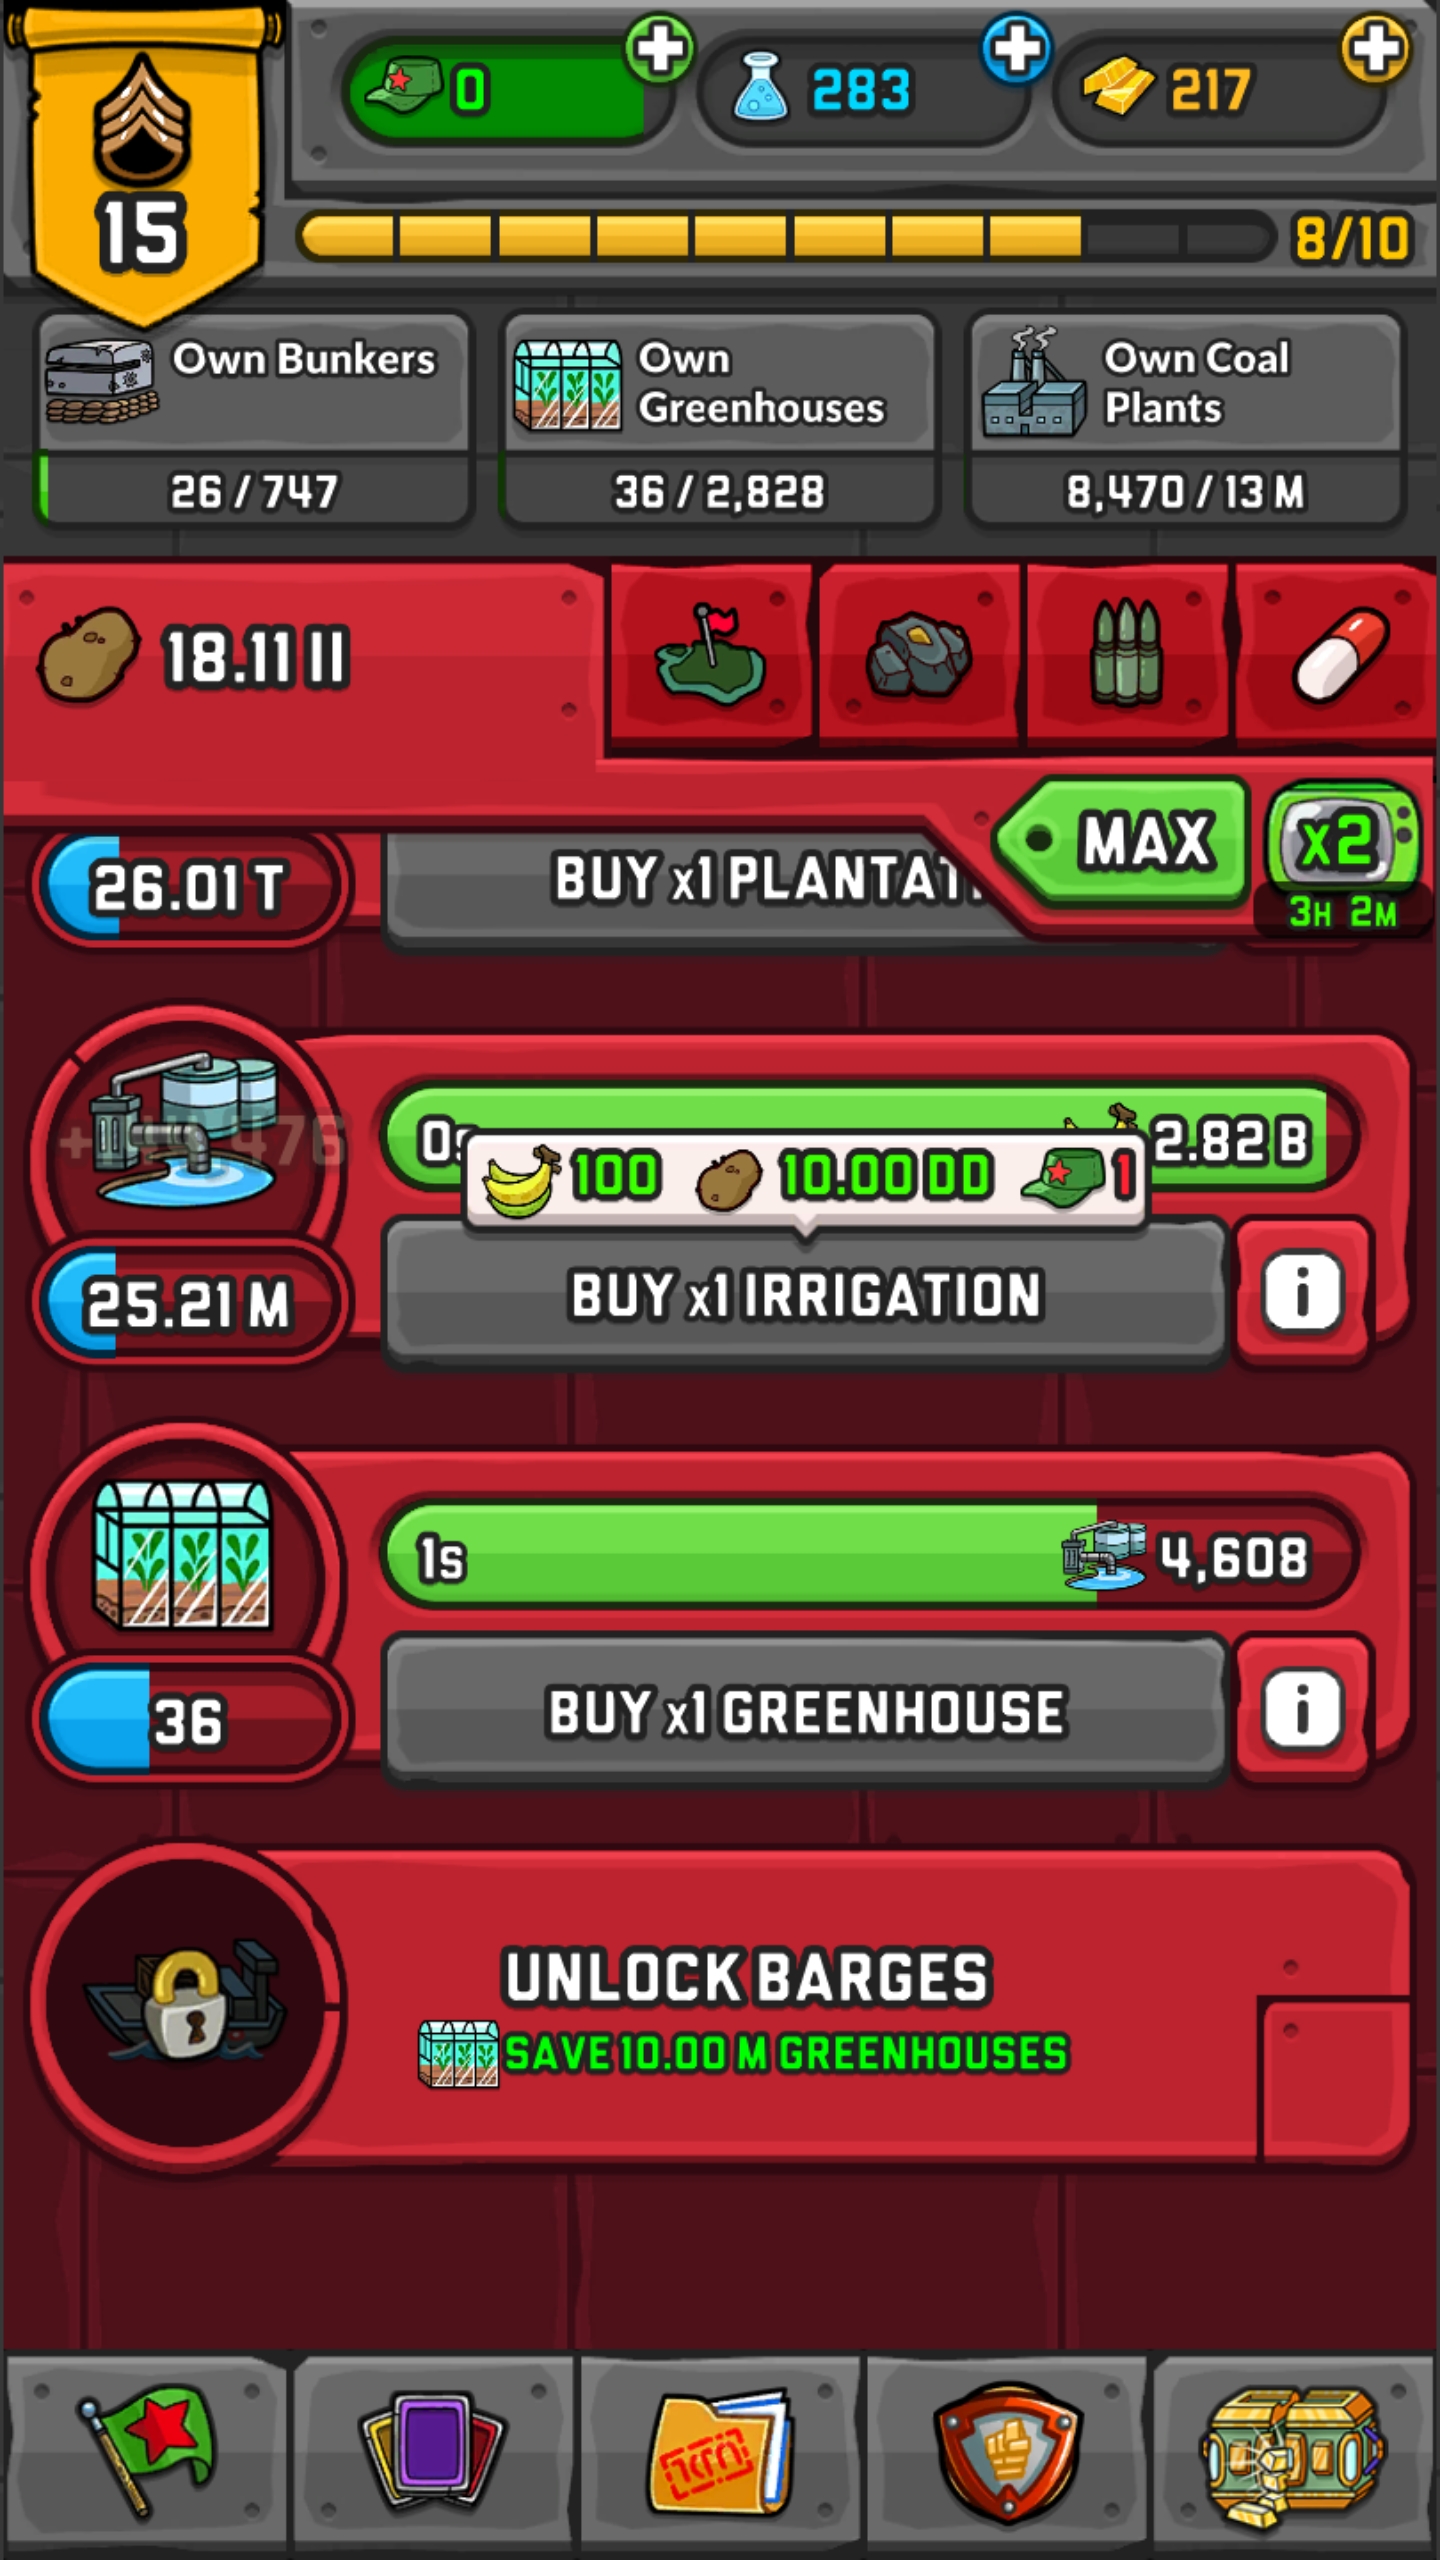 0
283
217
15
8/10
Own Bunkers
26 / 747
Own
Greenhouses
36 / 2,828
Own Coal
Plants
8,470 / 13 M
18.11 II
MAX
x2
3H 2M
26.01 T
BUY x1
2.82 B
100
10.00 DD
1
25.21 M
BUY x1 IRRIGATION
i
1s
4,608
36
BUY x1 GREENHOUSE
i
UNLOCK BARGES
SAVE 10.00 M GREENHOUSES